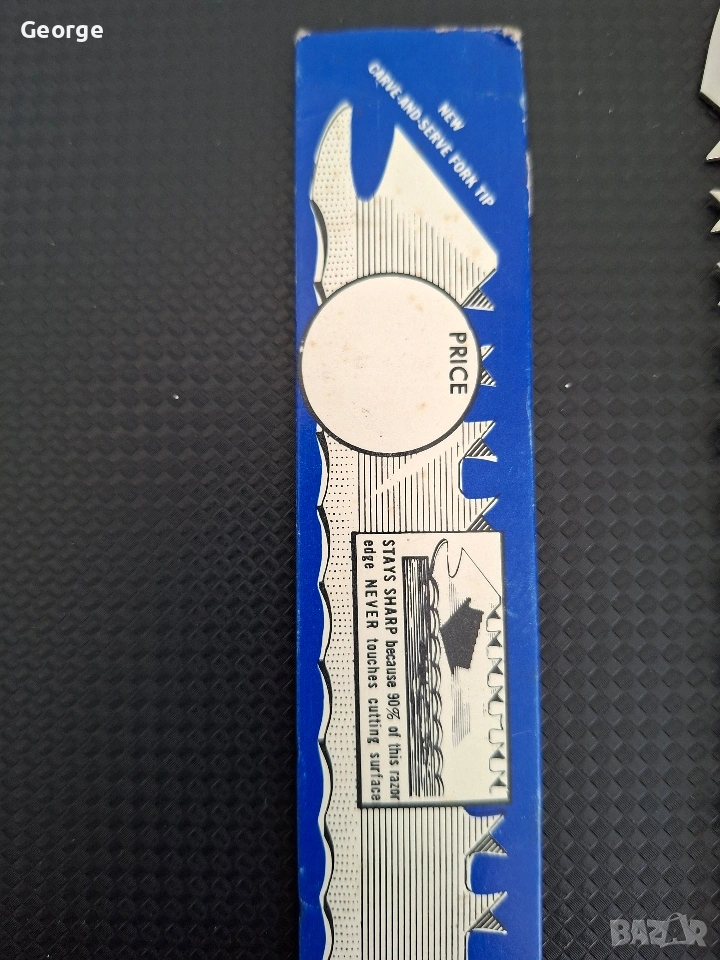 George
NEW
CARVE-AND-SERVE FORK TIP
PRICE
STAYS SHARP because 90% of this razor
edge NEVER touches cutting surface
BAZAR